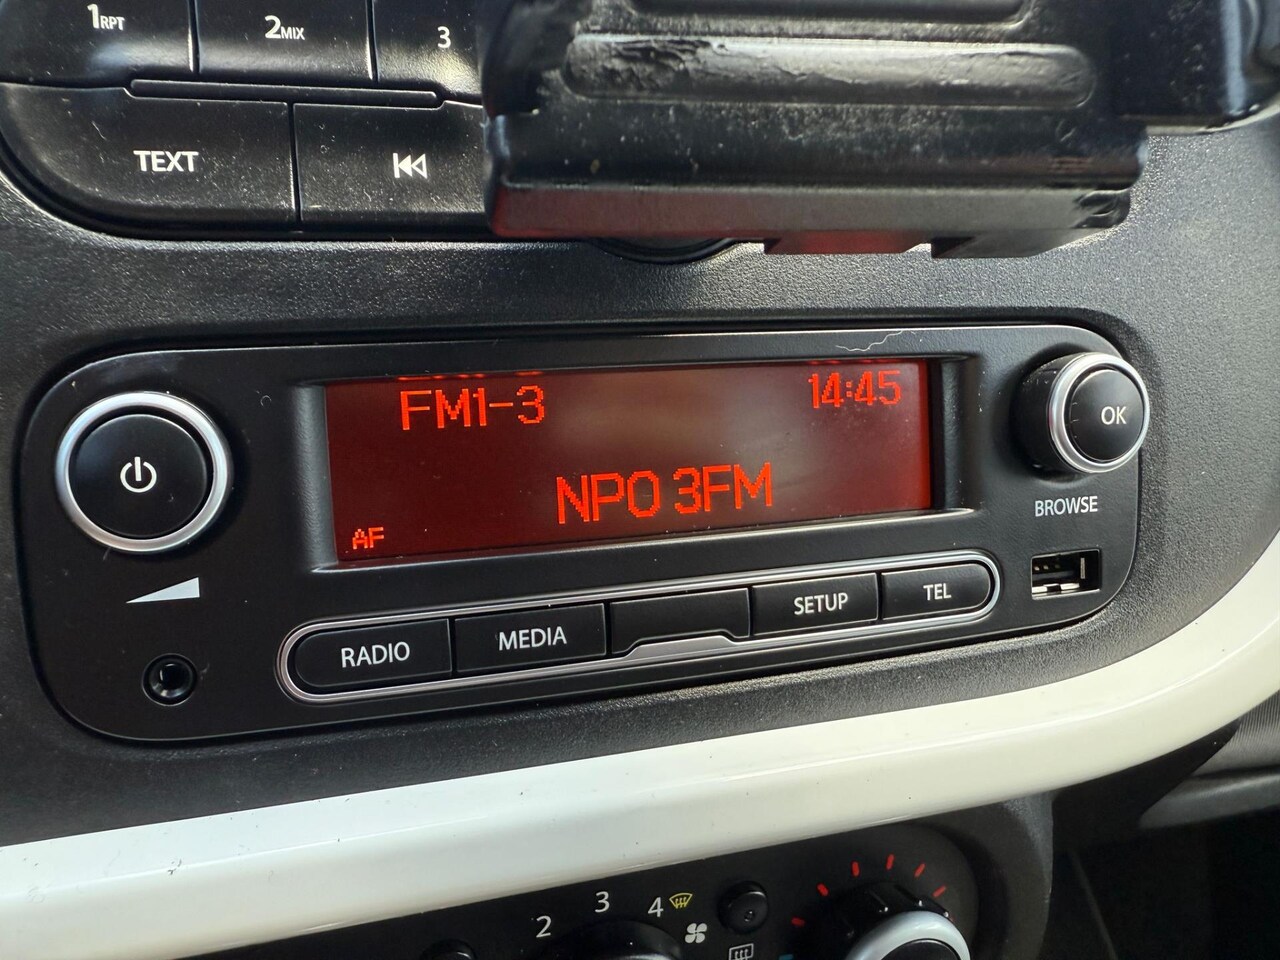 1RPT 2MIX 3
TEXT
FM1-3 14:45
NPO 3FM
AF
OK
BROWSE
RADIO MEDIA SETUP TEL
2 3 4